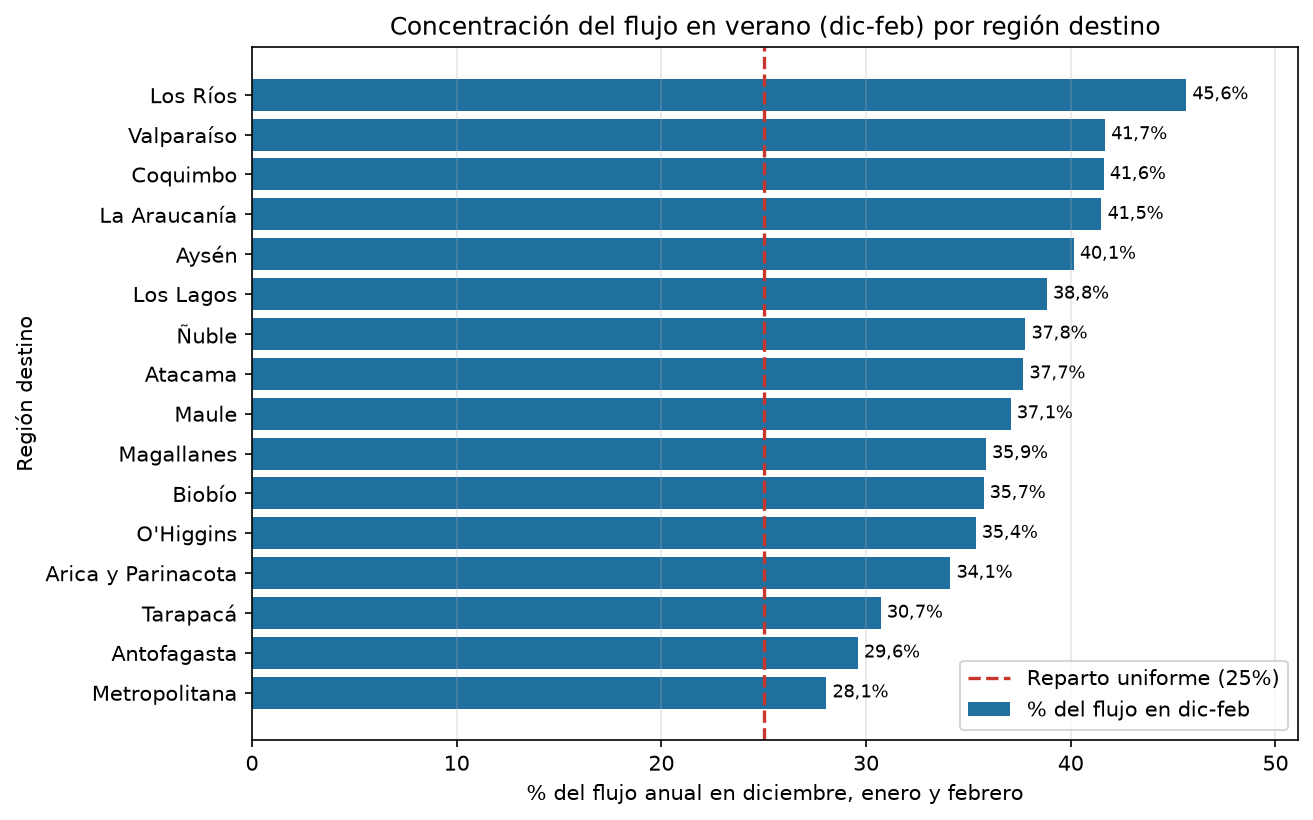 Concentración del flujo en verano (dic-feb) por región destino
Región destino
Los Ríos 45,6%
Valparaíso 41,7%
Coquimbo 41,6%
La Araucanía 41,5%
Aysén 40,1%
Los Lagos 38,8%
Ñuble 37,8%
Atacama 37,7%
Maule 37,1%
Magallanes 35,9%
Biobío 35,7%
O'Higgins 35,4%
Arica y Parinacota 34,1%
Tarapacá 30,7%
Antofagasta 29,6%
Metropolitana 28,1%
Reparto uniforme (25%)
% del flujo en dic-feb
0 10 20 30 40 50
% del flujo anual en diciembre, enero y febrero